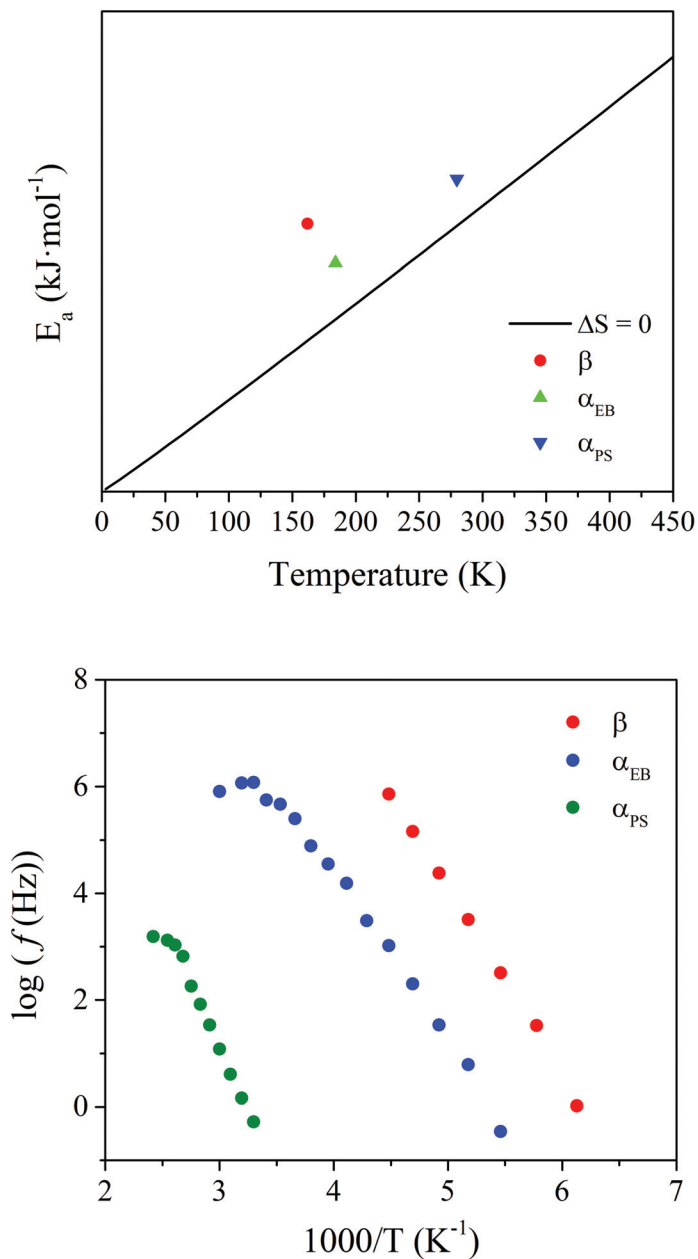 E_a (kJ·mol⁻¹)
ΔS = 0
β
α_EB
α_PS
0 50 100 150 200 250 300 350 400 450
Temperature (K)
8
6
4
2
0
log ( f (Hz))
β
α_EB
α_PS
2 3 4 5 6 7
1000/T (K⁻¹)